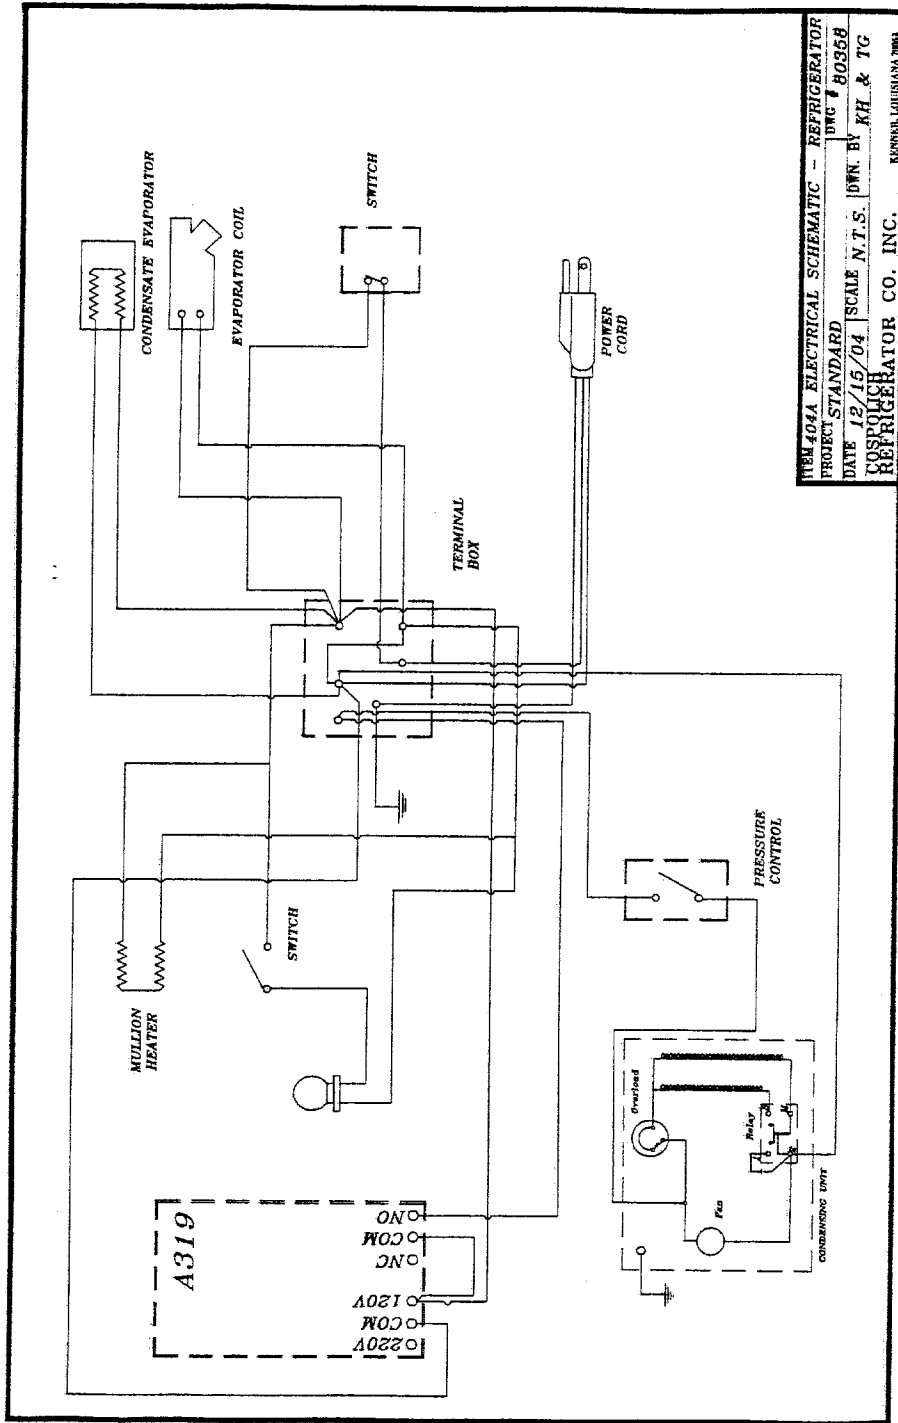 CONDENSATE EVAPORATOR
EVAPORATOR COIL
SWITCH
POWER
CORD
TERMINAL
BOX
MULLION
HEATER
SWITCH
PRESSURE
CONTROL
A319
NO
COM
NC
120V
COM
220V
Overload
Relay
Fan
CONDENSING UNIT
ITEM 404A ELECTRICAL SCHEMATIC - REFRIGERATOR
PROJECT STANDARD DWG # 80358
DATE 12/15/04 SCALE N.T.S. DWN. BY KH & TG
COSPOLICH
REFRIGERATOR CO. INC. KENNER, LOUISIANA